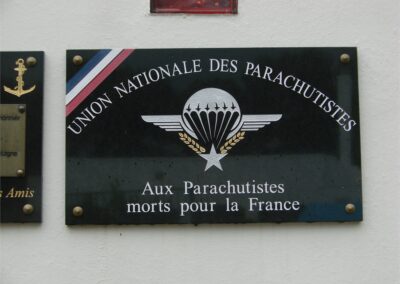 UNION NATIONALE DES PARACHUTISTES
Aux Parachutistes
morts pour la France
Amis